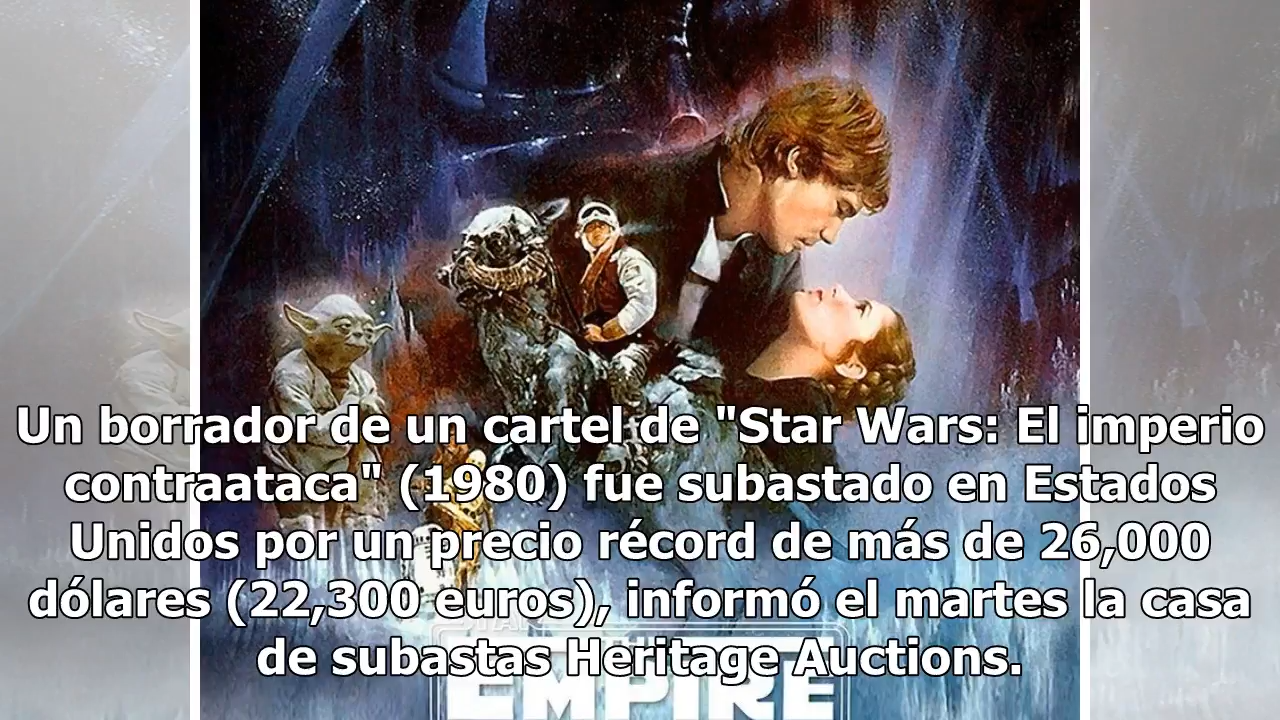 Un borrador de un cartel de "Star Wars: El imperio
contraataca" (1980) fue subastado en Estados
Unidos por un precio récord de más de 26,000
dólares (22,300 euros), informó el martes la casa
de subastas Heritage Auctions.
EMPIRE